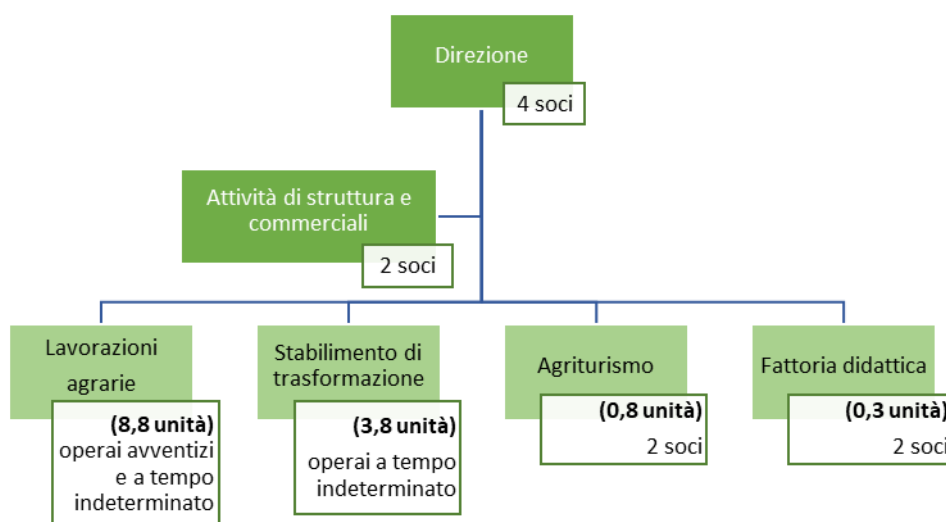 Direzione
4 soci
Attività di struttura e
commerciali
2 soci
Lavorazioni
agrarie
(8,8 unità)
operai avventizi
e a tempo
indeterminato
Stabilimento di
trasformazione
(3,8 unità)
operai a tempo
indeterminato
Agriturismo
(0,8 unità)
2 soci
Fattoria didattica
(0,3 unità)
2 soci